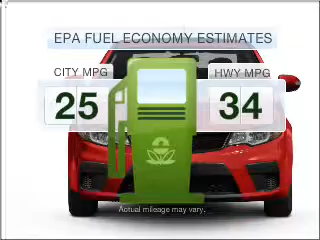 EPA FUEL ECONOMY ESTIMATES
CITY MPG
HWY MPG
25
34
Actual mileage may vary.